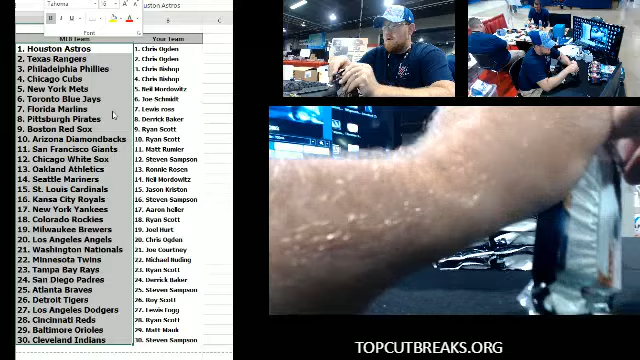 Tahoma
Font
Houston Astros
B
C
MLB Team
Your Team
1. Houston Astros 1. Chris Ogden
2. Texas Rangers 2. Chris Ogden
3. Philadelphia Phillies 3. Chris Bishop
4. Chicago Cubs 4. Chris Bishop
5. New York Mets 5. Neil Mordowitz
6. Toronto Blue Jays 6. Joe Schmidt
7. Florida Marlins 7. Lewis ross
8. Pittsburgh Pirates 8. Derrick Baker
9. Boston Red Sox 9. Ryan Scott
10. Arizona Diamondbacks 10. Ryan Scott
11. San Francisco Giants 11. Matt Rumler
12. Chicago White Sox 12. Steven Sampson
13. Oakland Athletics 13. Ronnie Rosen
14. Seattle Mariners 14. Neil Mordowitz
15. St. Louis Cardinals 15. Jason Kriston
16. Kansas City Royals 16. Steven Sampson
17. New York Yankees 17. Aaron heller
18. Colorado Rockies 18. Ryan Scott
19. Milwaukee Brewers 19. Joel Hurt
20. Los Angeles Angels 20. Chris Ogden
21. Washington Nationals 21. Joe Courtney
22. Minnesota Twins 22. Michael Ruding
23. Tampa Bay Rays 23. Ryan Scott
24. San Diego Padres 24. Derrick Baker
25. Atlanta Braves 25. Steven Sampson
26. Detroit Tigers 26. Roy Scott
27. Los Angeles Dodgers 27. Lewis Fogg
28. Cincinnati Reds 28. Ryan Scott
29. Baltimore Orioles 29. Matt Mauk
30. Cleveland Indians 30. Steven Sampson
TOPCUTBREAKS.ORG